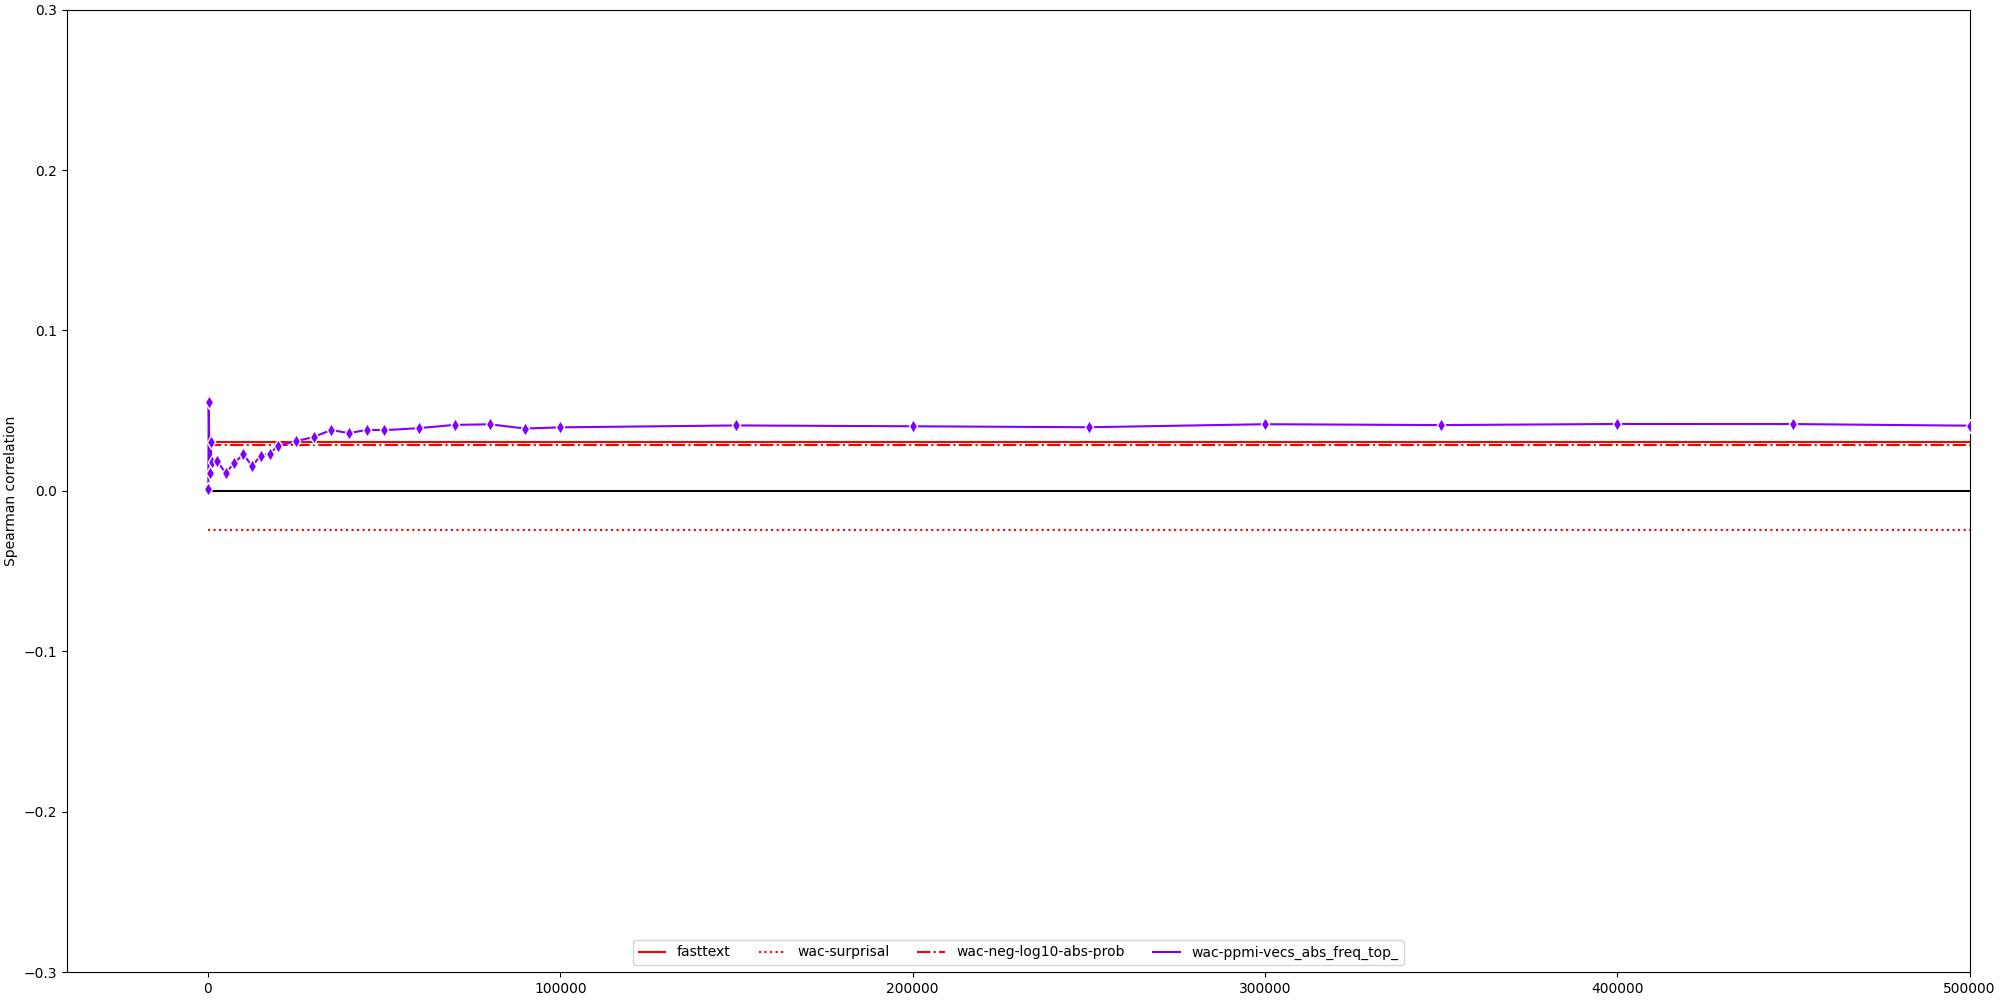 0.3
0.2
0.1
0.0
−0.1
−0.2
−0.3
Spearman correlation
fasttext wac-surprisal wac-neg-log10-abs-prob wac-ppmi-vecs_abs_freq_top_
0 100000 200000 300000 400000 500000